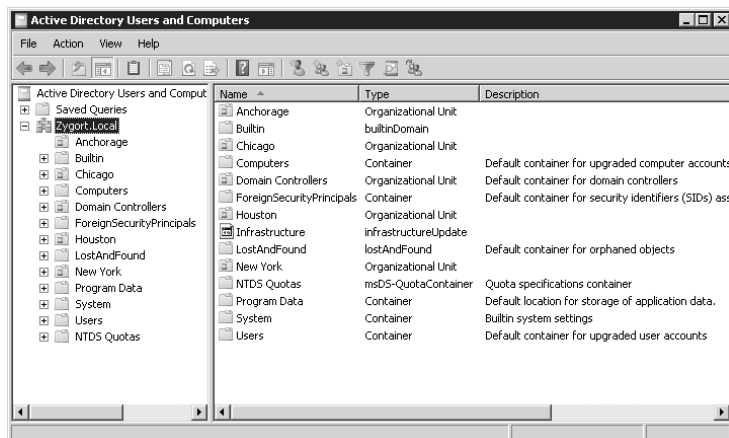 Active Directory Users and Computers
File Action View Help
Active Directory Users and Comput
Saved Queries
Zygort.Local
Anchorage
Builtin
Chicago
Computers
Domain Controllers
ForeignSecurityPrincipals
Houston
LostAndFound
New York
Program Data
System
Users
NTDS Quotas
Name Type Description
Anchorage Organizational Unit
Builtin builtinDomain
Chicago Organizational Unit
Computers Container Default container for upgraded computer accounts
Domain Controllers Organizational Unit Default container for domain controllers
ForeignSecurityPrincipals Container Default container for security identifiers (SIDs) ass
Houston Organizational Unit
Infrastructure infrastructureUpdate
LostAndFound lostAndFound Default container for orphaned objects
New York Organizational Unit
NTDS Quotas msDS-QuotaContainer Quota specifications container
Program Data Container Default location for storage of application data.
System Container Builtin system settings
Users Container Default container for upgraded user accounts